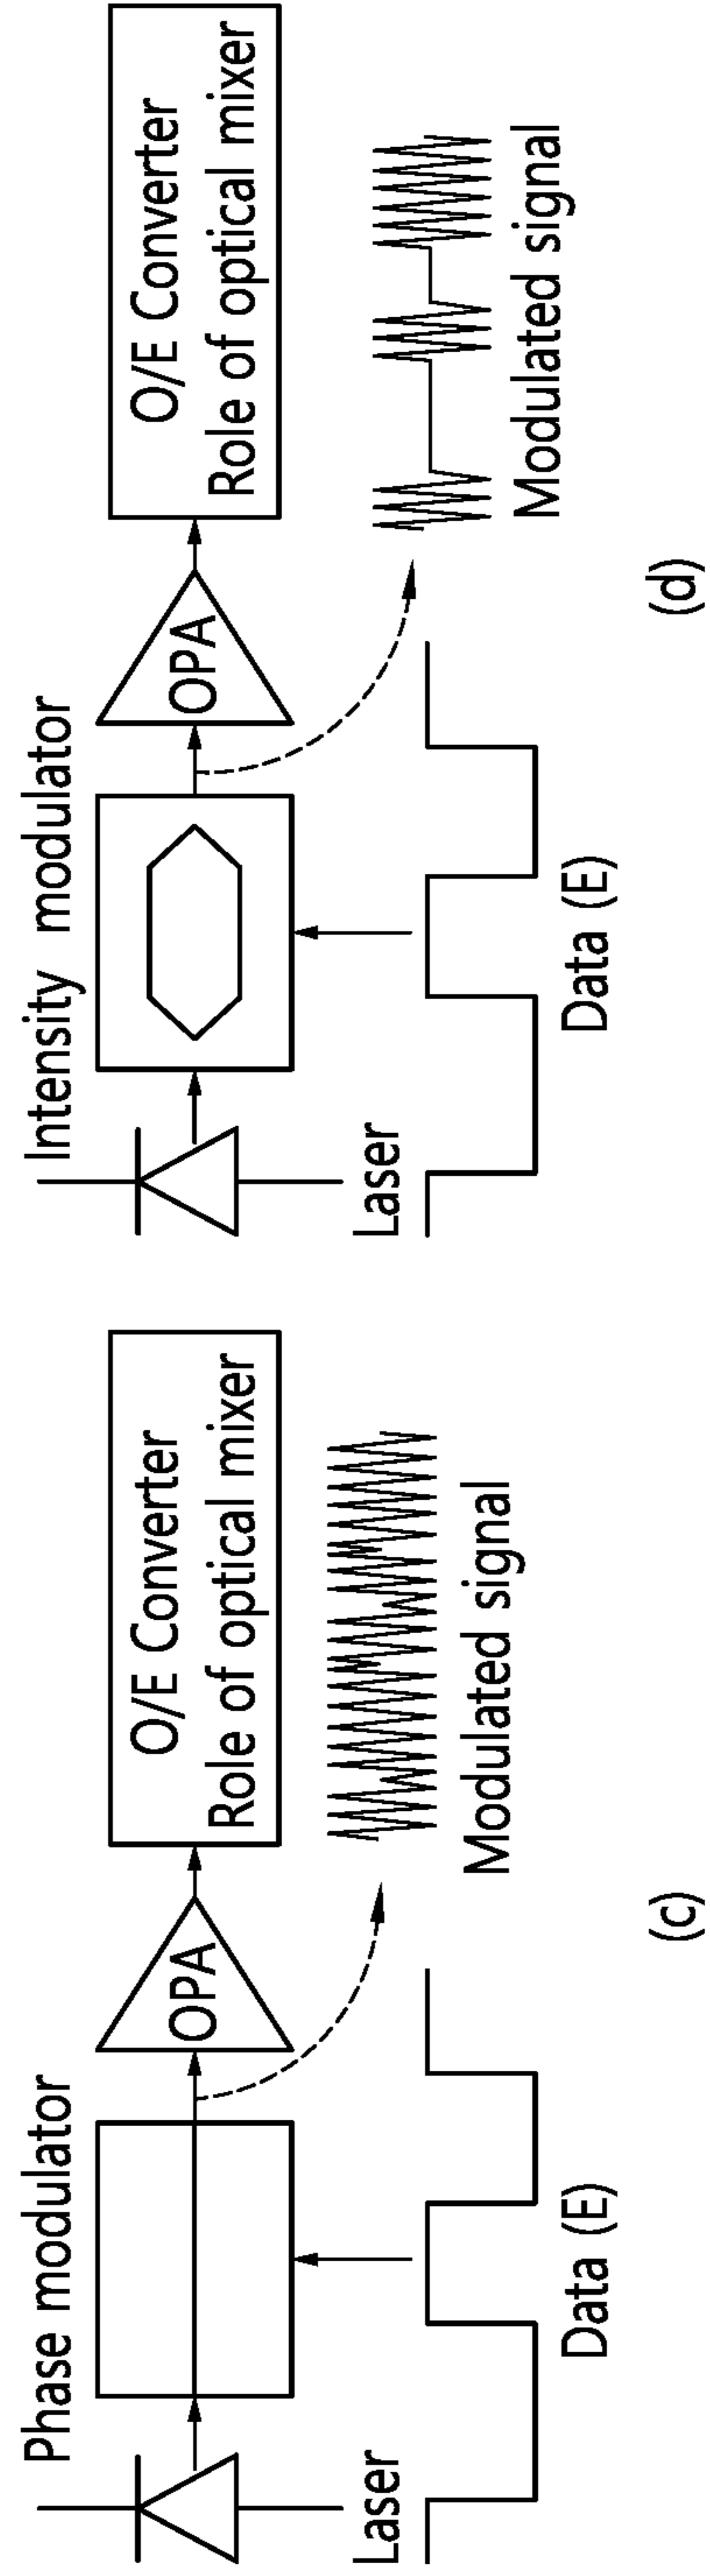 Phase modulator
OPA
O/E Converter
Role of optical mixer
Laser
Data (E)
Modulated signal
(c)
Intensity modulator
OPA
O/E Converter
Role of optical mixer
Laser
Data (E)
Modulated signal
(d)